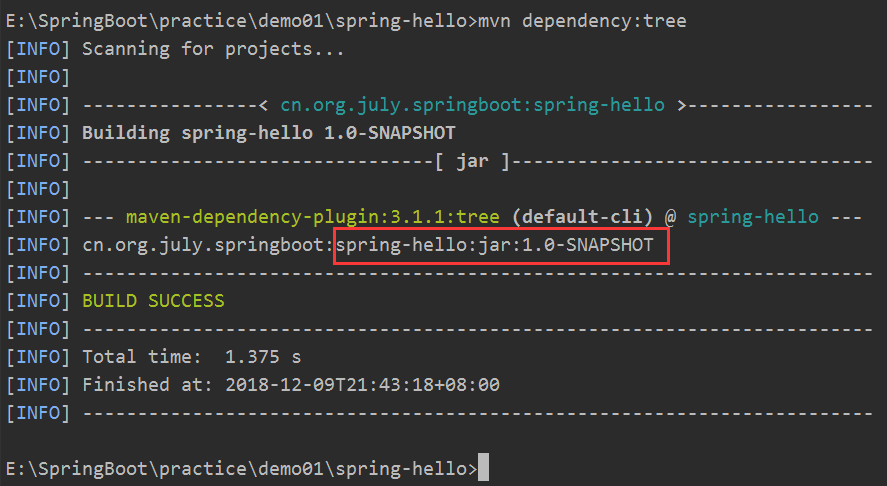 E:\SpringBoot\practice\demo01\spring-hello>mvn dependency:tree
[INFO] Scanning for projects...
[INFO]
[INFO] ----------------< cn.org.july.springboot:spring-hello >-----------------
[INFO] Building spring-hello 1.0-SNAPSHOT
[INFO] --------------------------------[ jar ]---------------------------------
[INFO]
[INFO] --- maven-dependency-plugin:3.1.1:tree (default-cli) @ spring-hello ---
[INFO] cn.org.july.springboot:spring-hello:jar:1.0-SNAPSHOT
[INFO] ------------------------------------------------------------------------
[INFO] BUILD SUCCESS
[INFO] ------------------------------------------------------------------------
[INFO] Total time:  1.375 s
[INFO] Finished at: 2018-12-09T21:43:18+08:00
[INFO] ------------------------------------------------------------------------
E:\SpringBoot\practice\demo01\spring-hello>